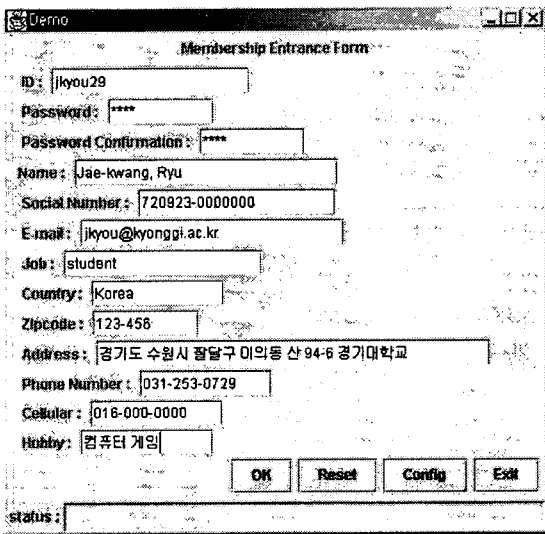 Demo
Membership Entrance Form
ID : jkyou29
Password : ****
Password Confirmation : ****
Name : Jae-kwang, Ryu
Social Number : 720923-0000000
E-mail : jkyou@kyonggi.ac.kr
Job : student
Country : Korea
Zipcode : 123-456
Address : 경기도 수원시 팔달구 이의동 산 94-6 경기대학교
Phone Number : 031-253-0729
Cellular : 016-000-0000
Hobby : 컴퓨터 게임
OK Reset Config Exit
status :